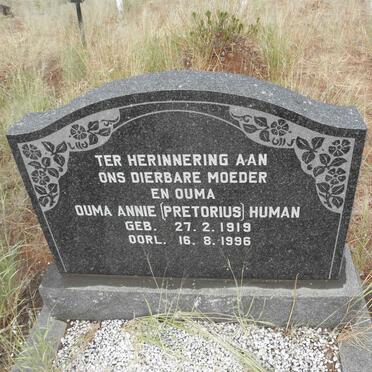 TER HERINNERING AAN
ONS DIERBARE MOEDER
EN OUMA
OUMA ANNIE (PRETORIUS) HUMAN
GEB. 27. 2. 1919
OORL. 16. 8. 1996